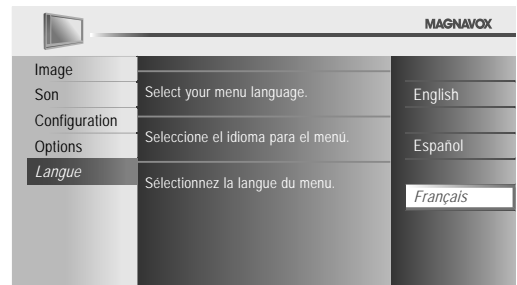 MAGNAVOX
Image
Son
Configuration
Options
Langue
Select your menu language.
Seleccione el idioma para el menú.
Sélectionnez la langue du menu.
English
Español
Français